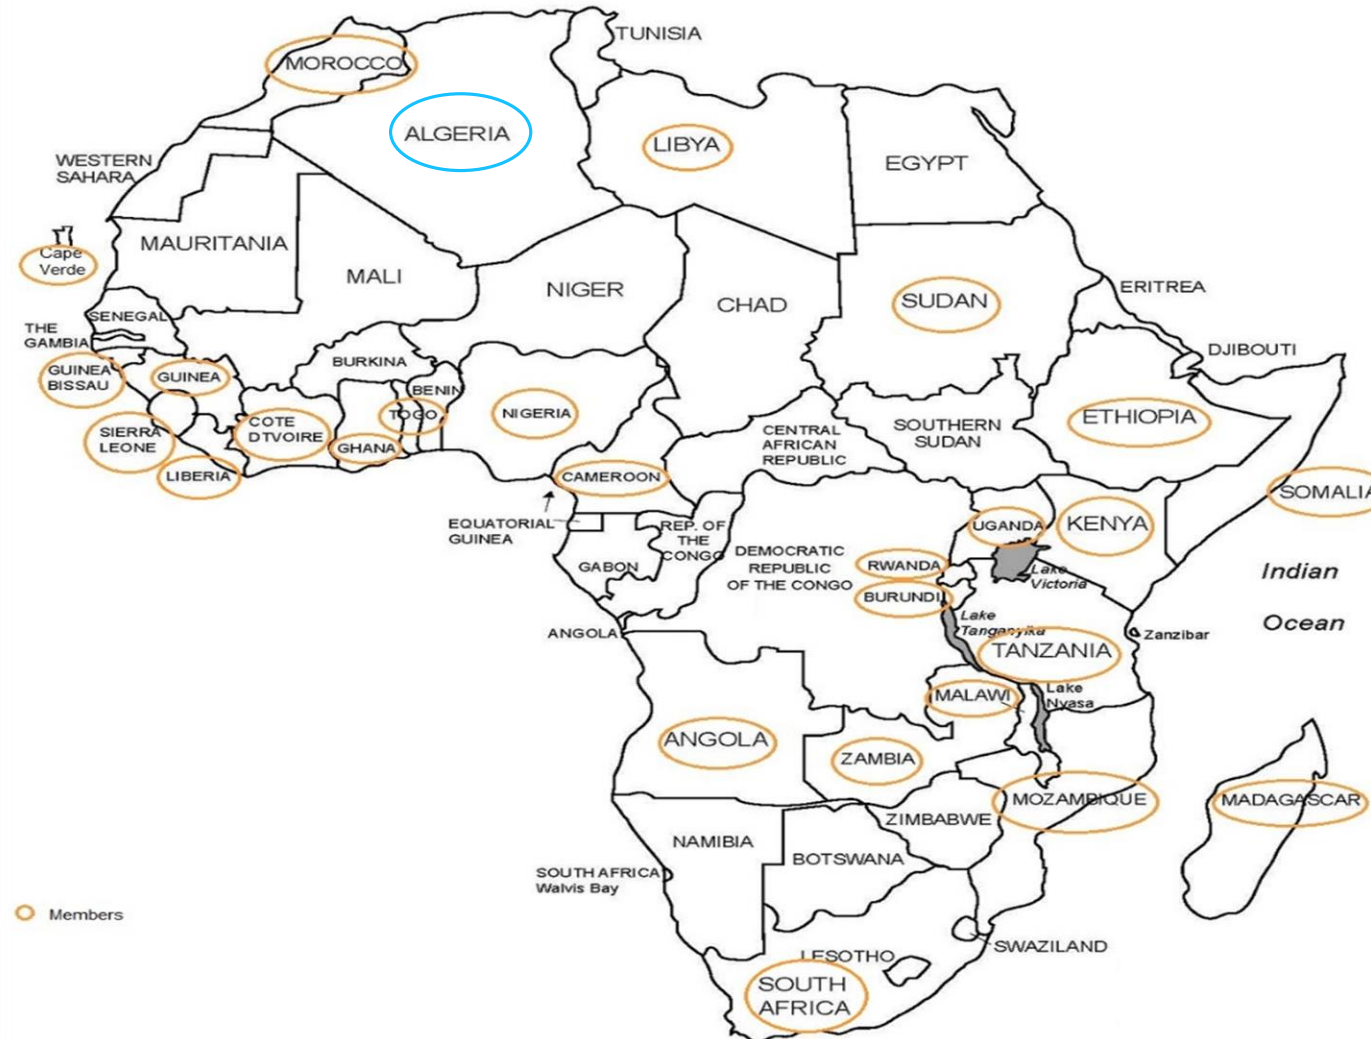 TUNISIA
MOROCCO
ALGERIA
LIBYA
EGYPT
WESTERN
SAHARA
MAURITANIA
Cape
Verde
MALI
NIGER
CHAD
SUDAN
ERITREA
SENEGAL
THE
GAMBIA
DJIBOUTI
BURKINA
GUINEA
BISSAU
GUINEA
BENIN
TOGO
NIGERIA
ETHIOPIA
COTE
DTVOIRE
SIERRA
LEONE
GHANA
CENTRAL
AFRICAN
REPUBLIC
SOUTHERN
SUDAN
LIBERIA
CAMEROON
SOMALIA
EQUATORIAL
GUINEA
REP. OF
THE
CONGO
UGANDA
KENYA
GABON
DEMOCRATIC
REPUBLIC
OF THE CONGO
RWANDA
BURUNDI
Lake
Victoria
Indian
Ocean
ANGOLA
Lake
Tanganyika
Zanzibar
TANZANIA
MALAWI
Lake
Nyasa
ANGOLA
ZAMBIA
MOZAMBIQUE
MADAGASCAR
ZIMBABWE
NAMIBIA
BOTSWANA
SOUTH AFRICA
Walvis Bay
Members
SWAZILAND
LESOTHO
SOUTH
AFRICA